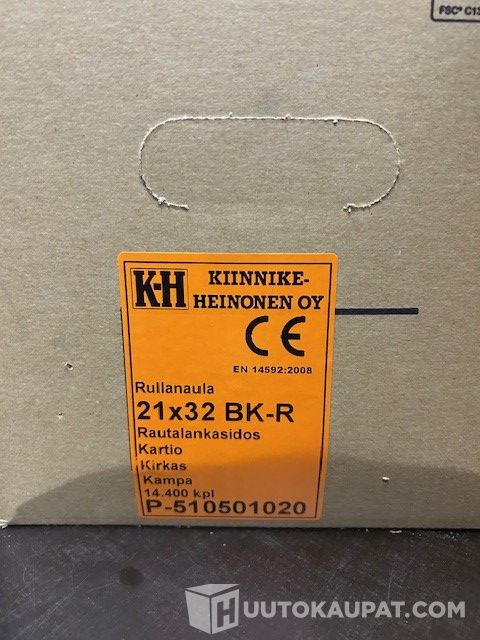 FSC® C13
K-H
KIINNIKE-
HEINONEN OY
CE
EN 14592:2008
Rullanaula
21x32 BK-R
Rautalankasidos
Kartio
Kirkas
Kampa
14.400 kpl
P-510501020
HUUTOKAUPAT.COM